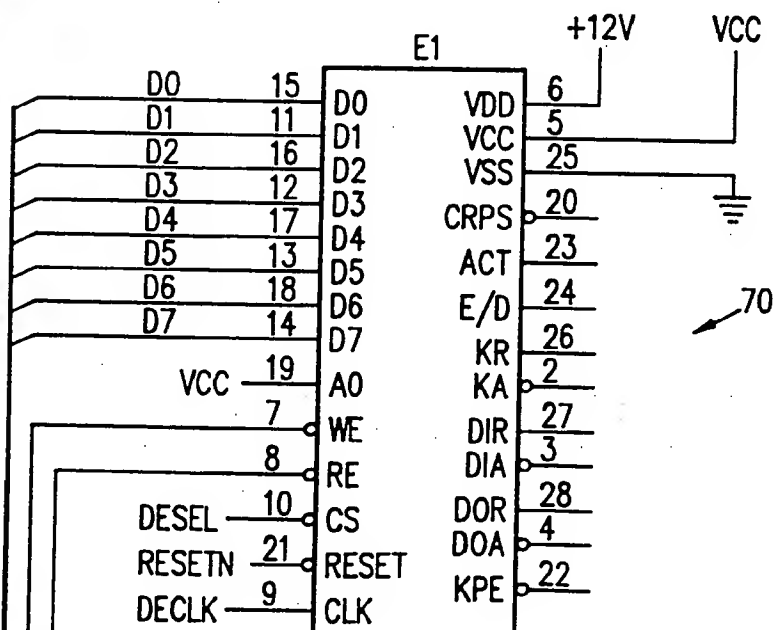 +12V VCC
E1
D0 15 D0 VDD 6
D1 11 D1 VCC 5
D2 16 D2 VSS 25
D3 12 D3 CRPS 20
D4 17 D4
D5 13 D5 ACT 23
D6 18 D6 E/D 24
70
D7 14 D7 KR 26
VCC 19 A0 KA 2
7 WE DIR 27
8 RE DIA 3
DESEL 10 CS DOR 28
DOA 4
RESETN 21 RESET KPE 22
DECLK 9 CLK